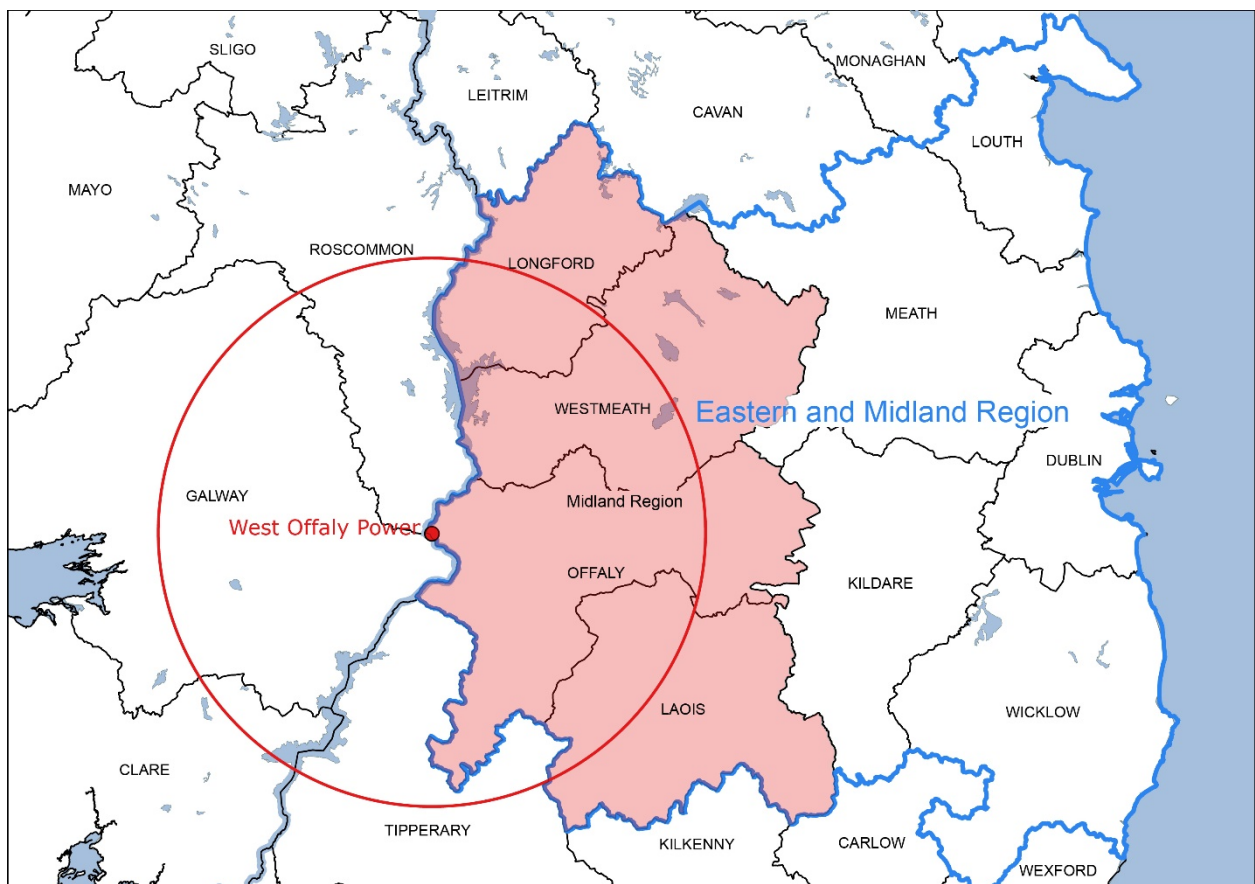 SLIGO
MONAGHAN
LEITRIM
CAVAN
LOUTH
MAYO
ROSCOMMON
LONGFORD
MEATH
WESTMEATH
Eastern and Midland Region
DUBLIN
GALWAY
Midland Region
West Offaly Power
OFFALY
KILDARE
LAOIS
WICKLOW
CLARE
TIPPERARY
KILKENNY
CARLOW
WEXFORD